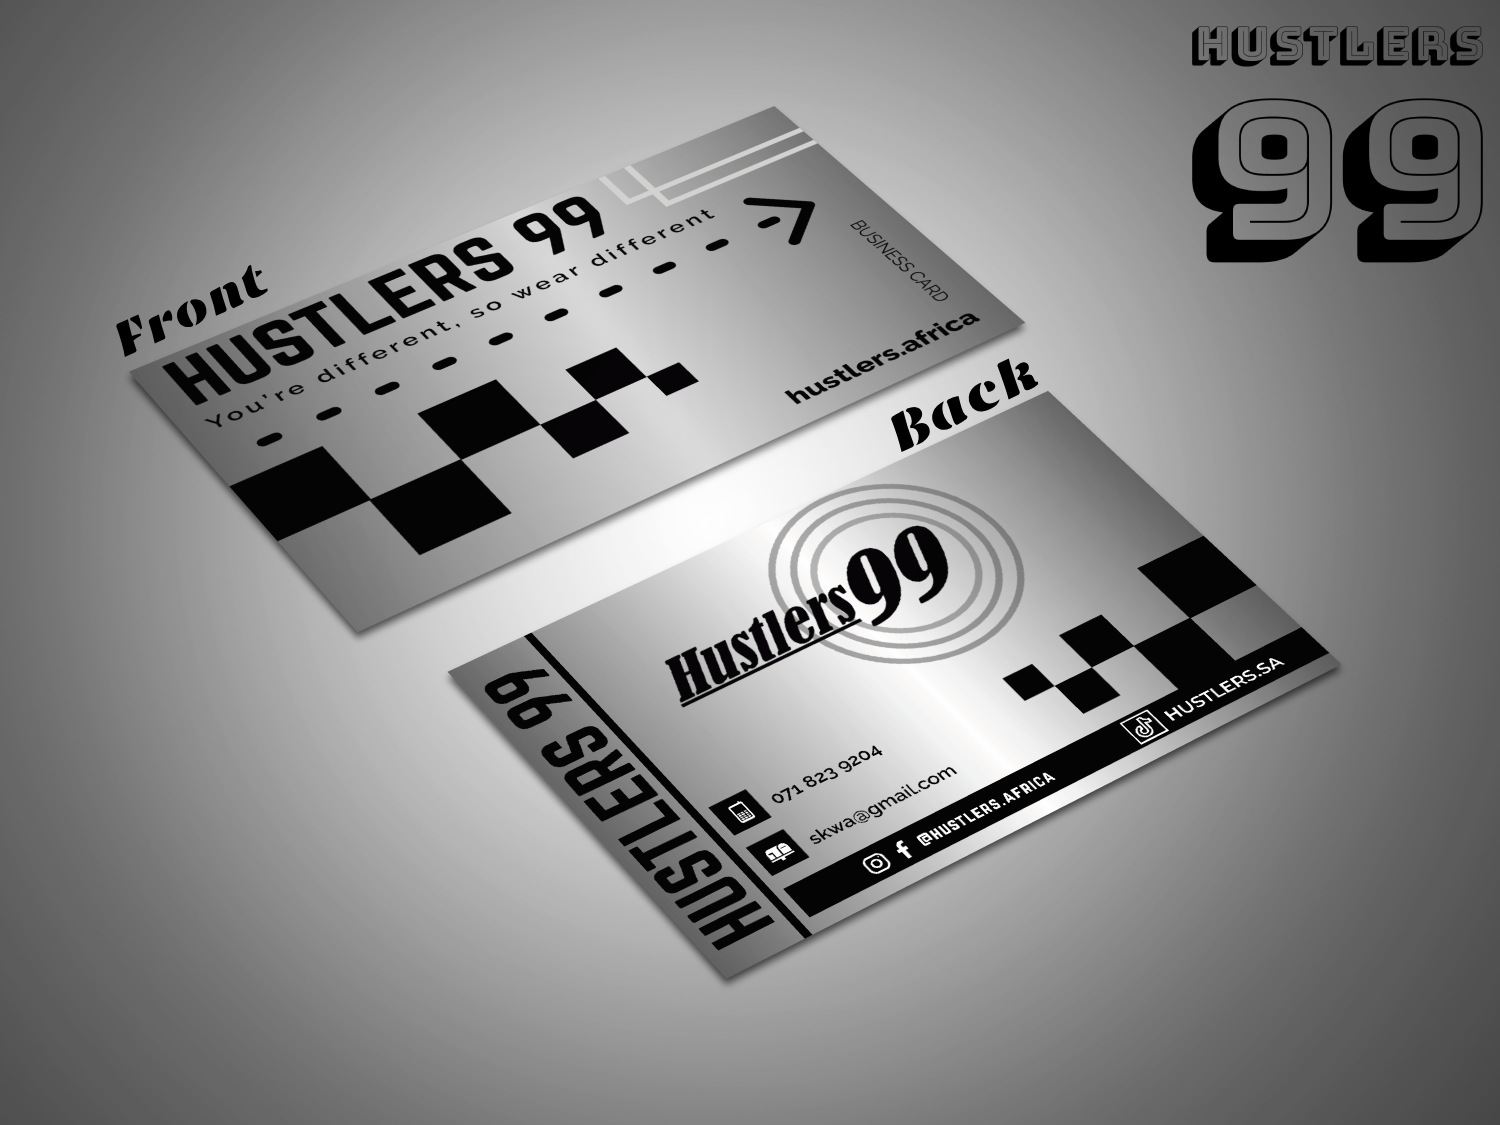 HUSTLERS
99
Front
HUSTLERS 99
You're different, so wear different
BUSINESS CARD
hustlers.africa
Back
Hustlers99
HUSTLERS 99
071 823 9204
skwa@gmail.com
@HUSTLERS.AFRICA
HUSTLERS.SA